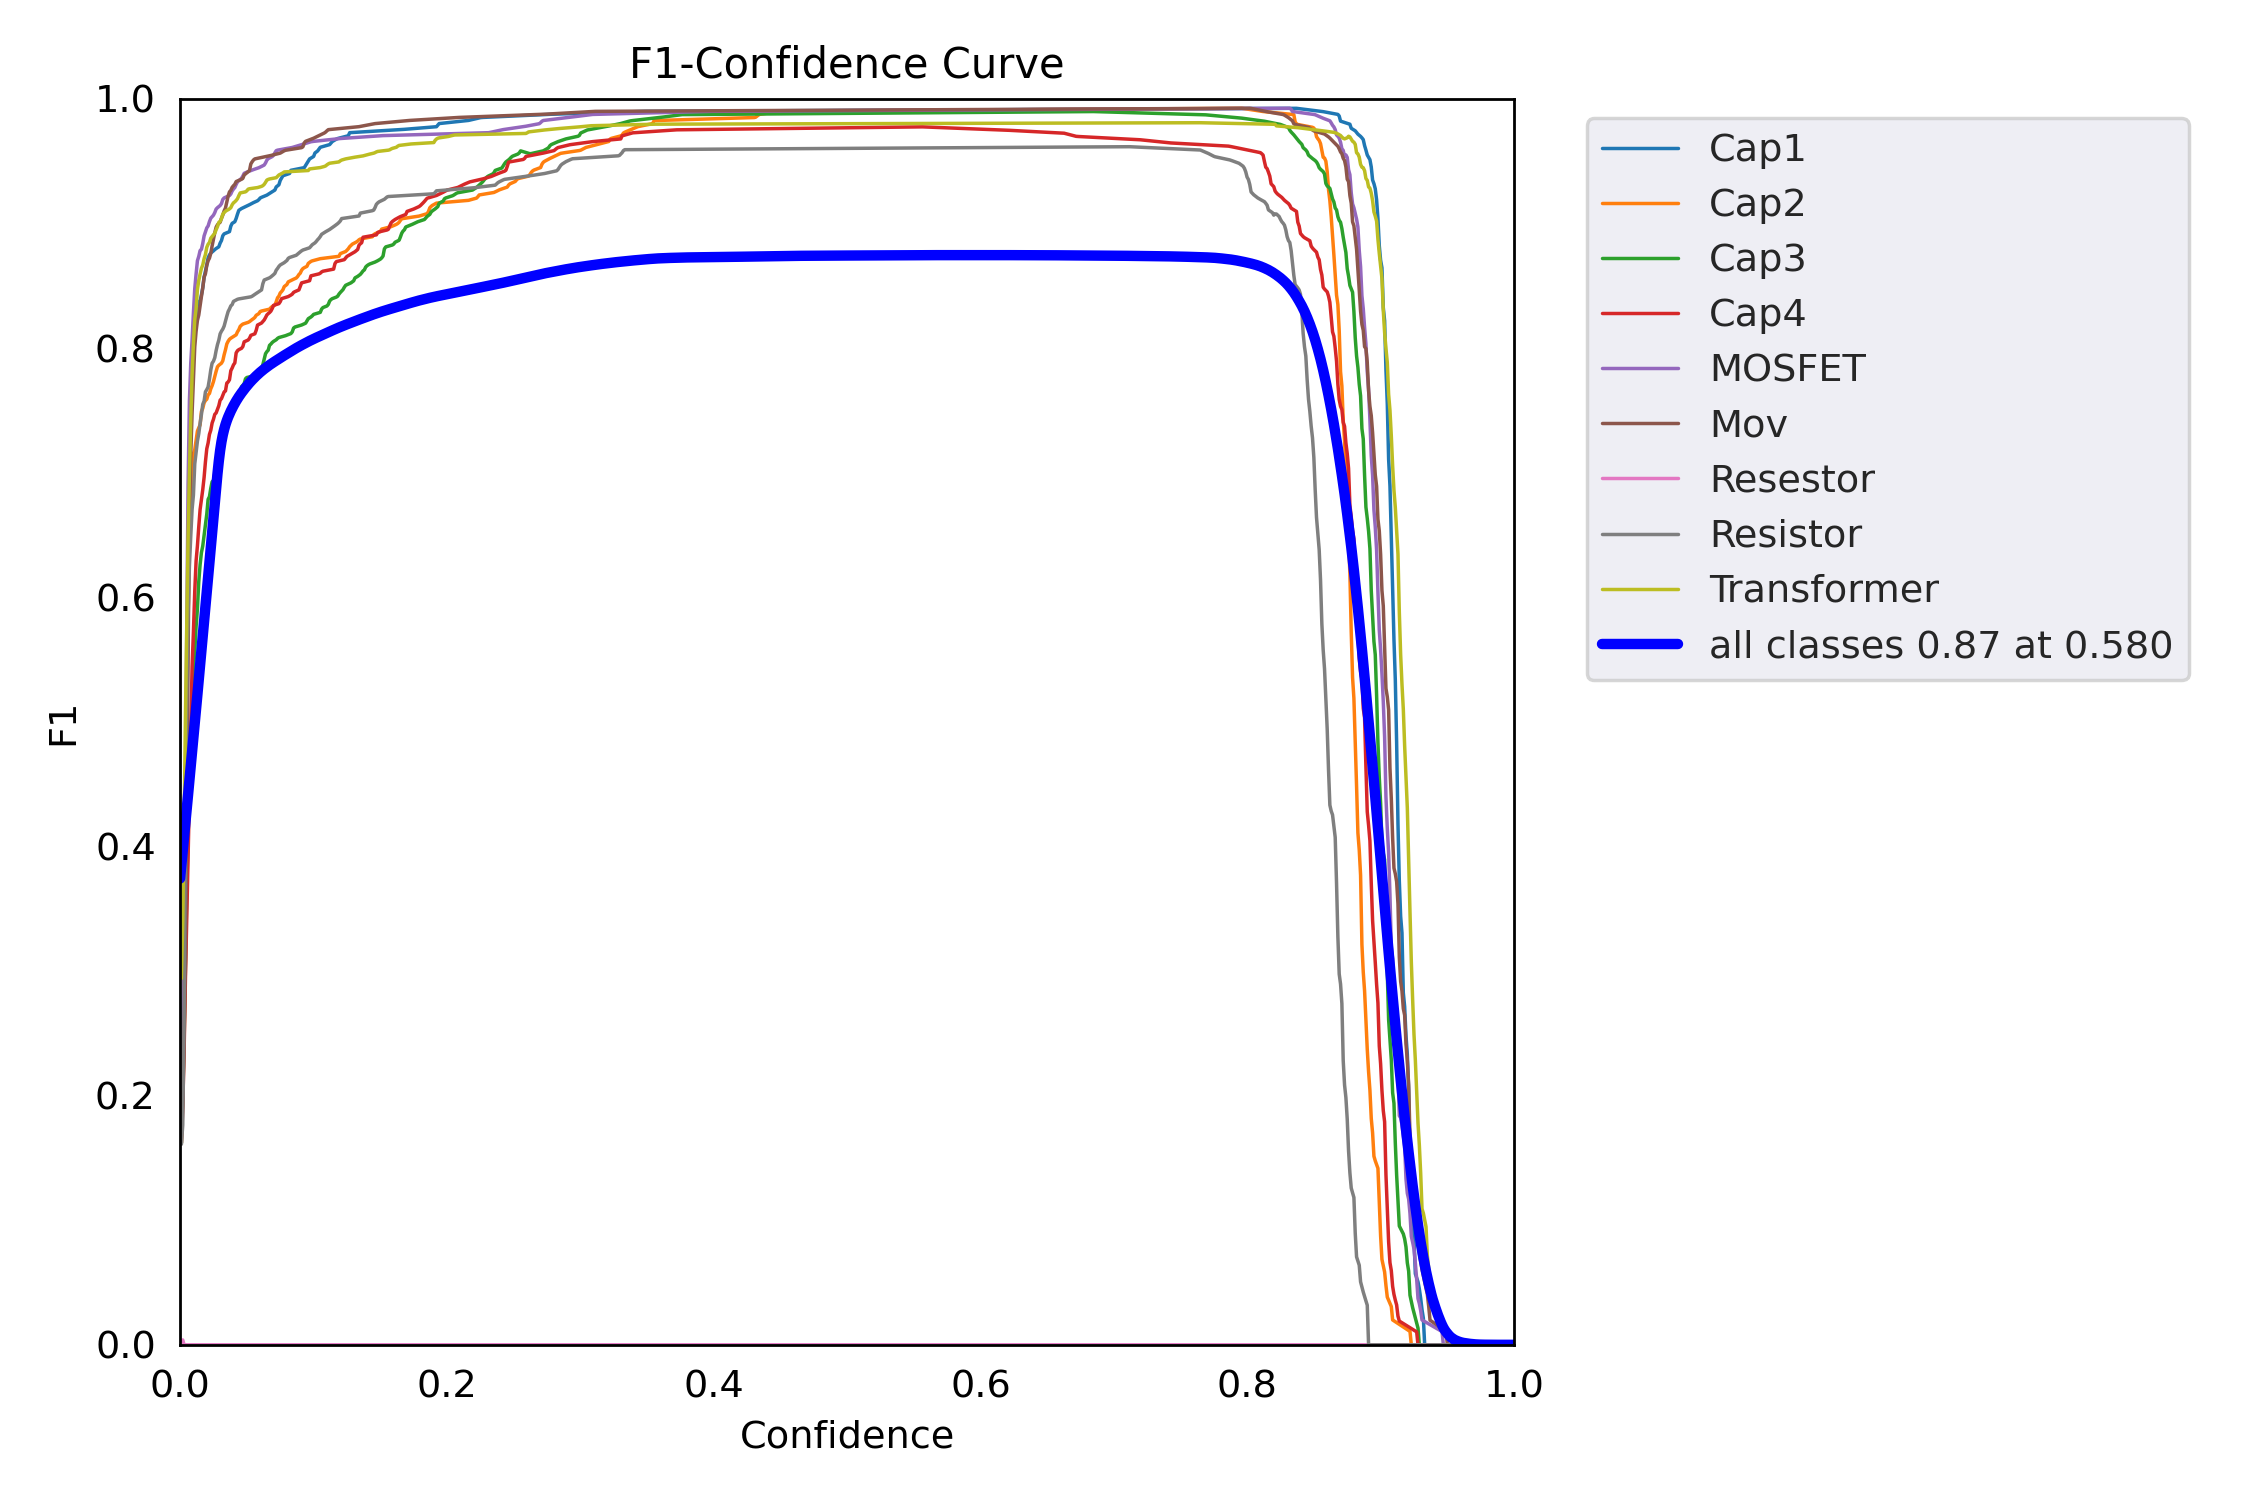 F1-Confidence Curve
1.0
0.8
0.6
0.4
0.2
0.0
F1
0.0 0.2 0.4 0.6 0.8 1.0
Confidence
Cap1
Cap2
Cap3
Cap4
MOSFET
Mov
Resestor
Resistor
Transformer
all classes 0.87 at 0.580